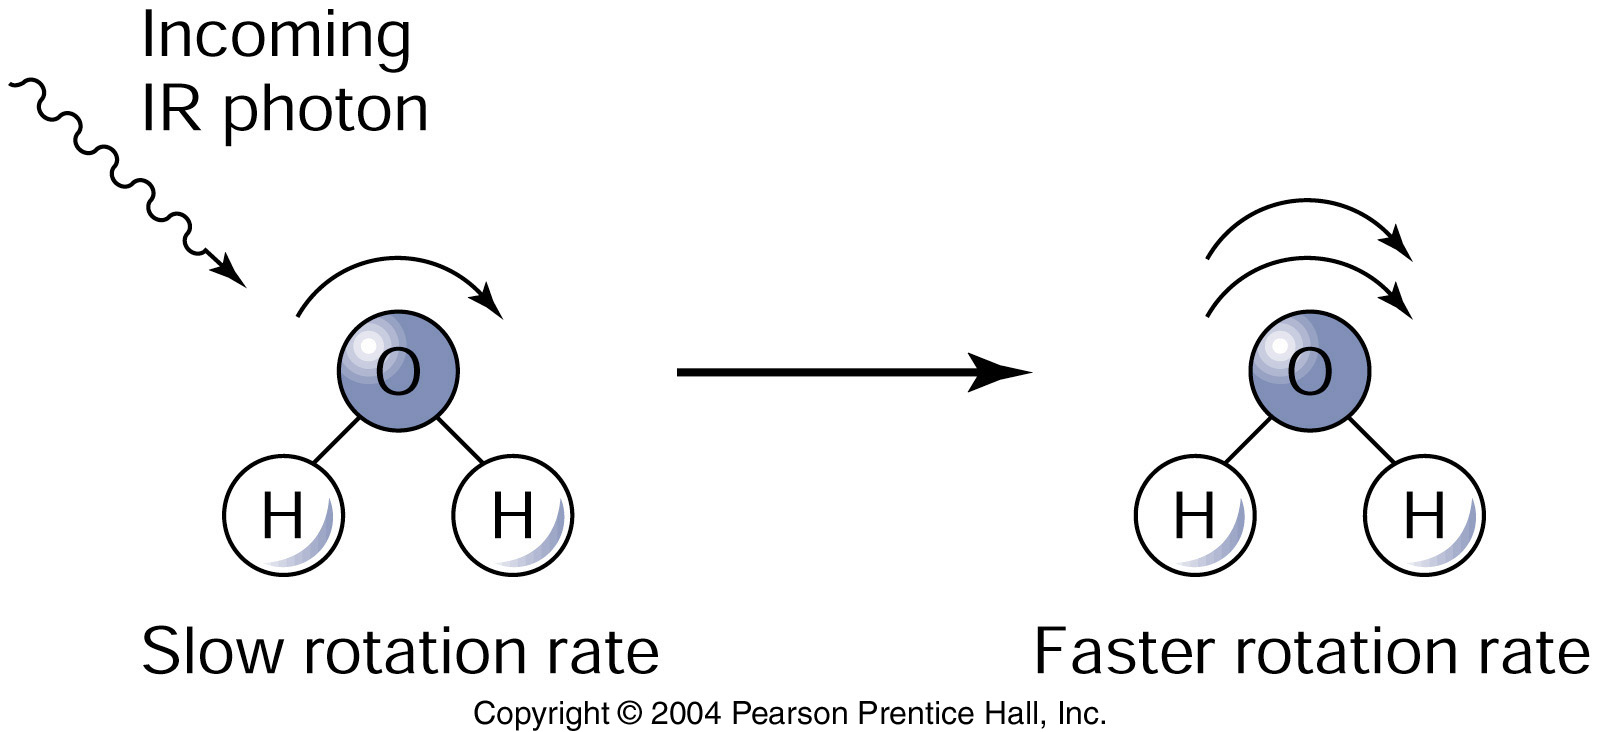 Incoming
IR photon
O
H H
Slow rotation rate
O
H H
Faster rotation rate
Copyright © 2004 Pearson Prentice Hall, Inc.